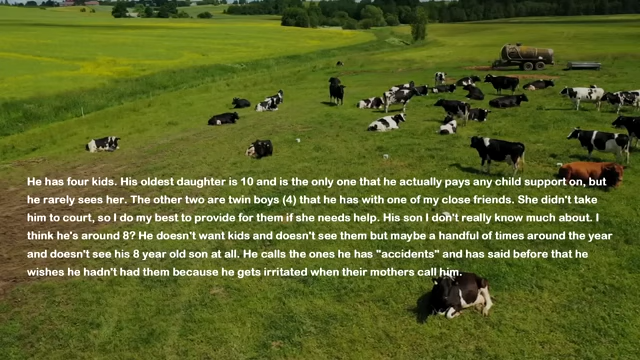 He has four kids. His oldest daughter is 10 and is the only one that he actually pays any child support on, but
he rarely sees her. The other two are twin boys (4) that he has with one of my close friends. She didn't take
him to court, so I do my best to provide for them if she needs help. His son I don't really know much about. I
think he's around 8? He doesn't want kids and doesn't see them but maybe a handful of times around the year
and doesn't see his 8 year old son at all. He calls the ones he has "accidents" and has said before that he
wishes he hadn't had them because he gets irritated when their mothers call him.